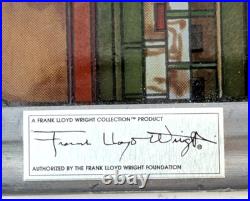 A FRANK LLOYD WRIGHT COLLECTION™ PRODUCT
Frank Lloyd Wright®
AUTHORIZED BY THE FRANK LLOYD WRIGHT FOUNDATION